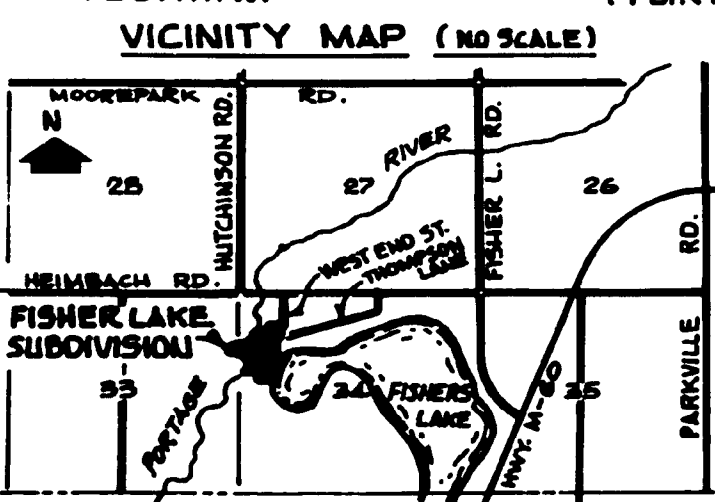 VICINITY MAP (NO SCALE)
MOOREPARK RD.
N
HUTCHINSON RD.
RIVER
FISHER L. RD.
28
27
26
WEST END ST.
THOMPSON
LANE
RD.
HEIMBACH RD.
FISHER LAKE
SUBDIVISION
33
34
FISHERS
LAKE
35
PORTAGE
HWY. M-60
PARKVILLE